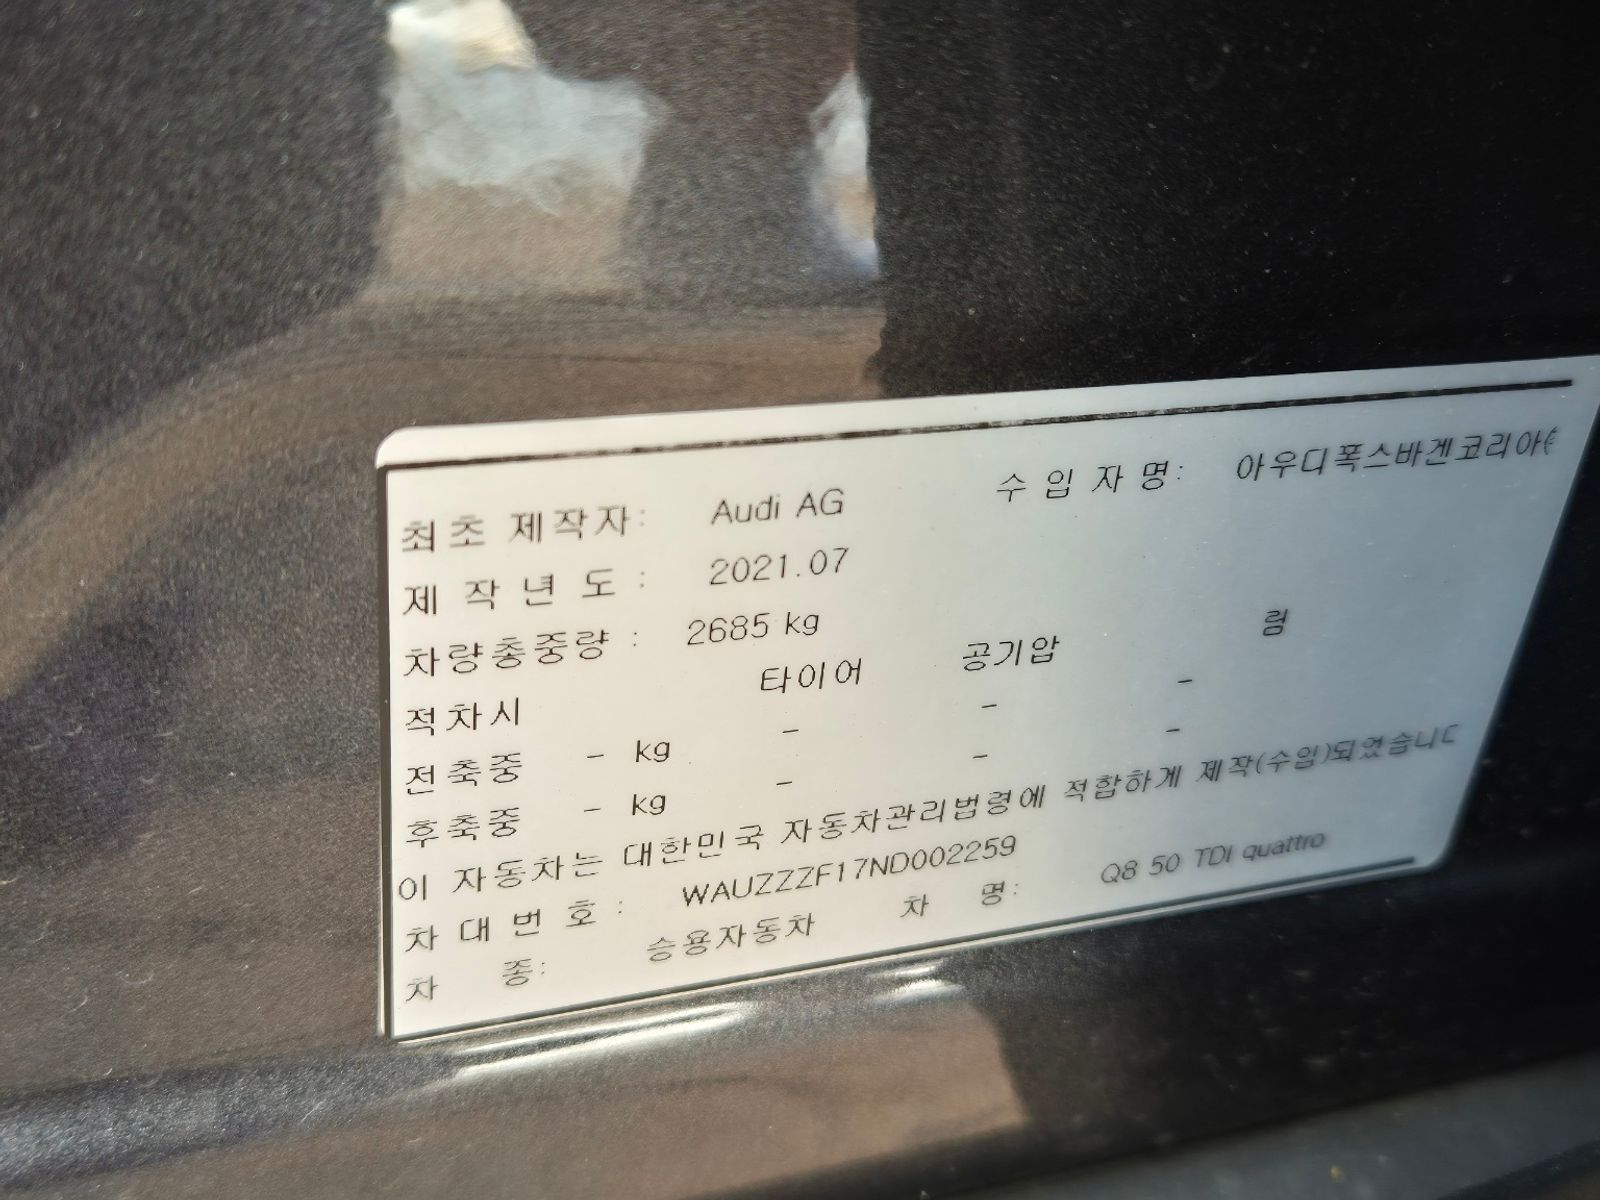 최초 제작자: Audi AG 수 입 자 명: 아우디폭스바겐코리아
제 작 년 도 : 2021.07
차량총중량 : 2685 kg
적차시 타이어 공기압 림
전축중 - kg - - -
후축중 - kg - - -
이 자동차는 대한민국 자동차관리법령에 적합하게 제작(수입)되었습니다
차 대 번 호 : WAUZZZF17ND002259
차 종: 승용자동차 차 명: Q8 50 TDI quattro